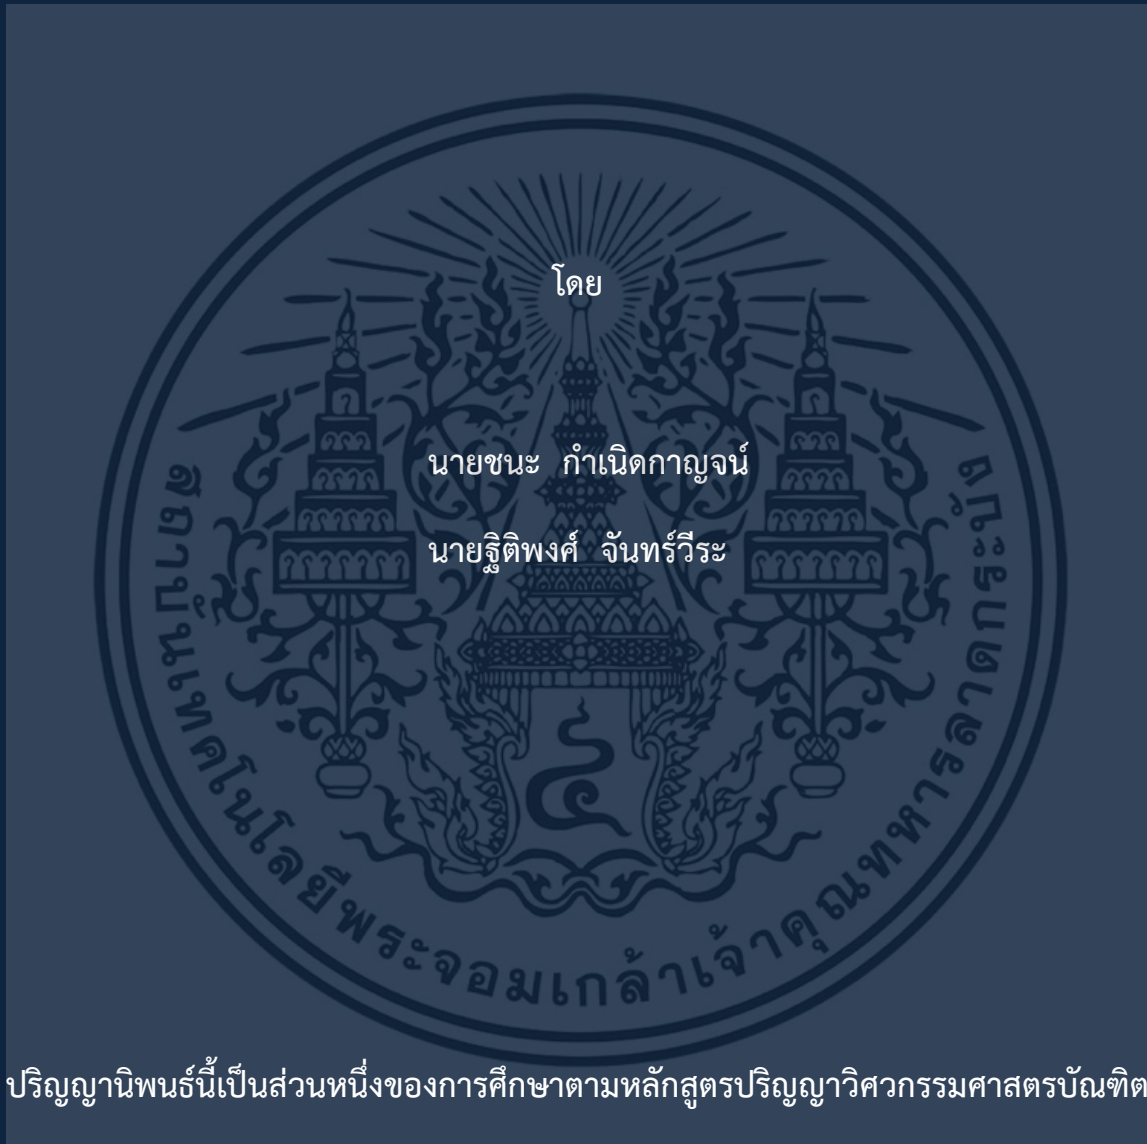 โดย
นายชนะ กำเนิดกาญจน์
นายฐิติพงศ์ จันทร์วีระ
สถาบันเทคโนโลยีพระจอมเกล้าเจ้าคุณทหารลาดกระบัง
๔
ปริญญานิพนธ์นี้เป็นส่วนหนึ่งของการศึกษาตามหลักสูตรปริญญาวิศวกรรมศาสตรบัณฑิต